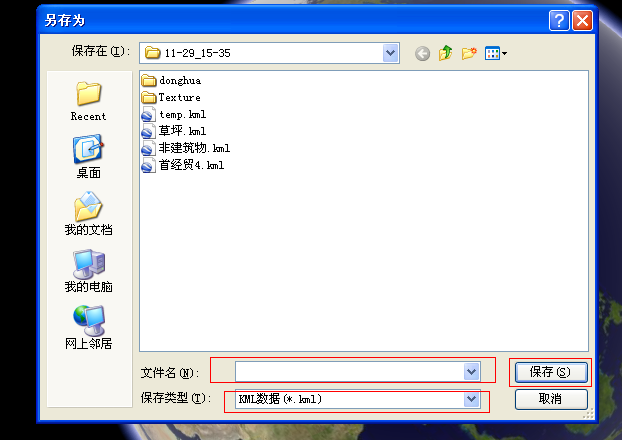 另存为
保存在(I):
11-29_15-35
Recent
桌面
我的文档
我的电脑
网上邻居
donghua
Texture
temp.kml
草坪.kml
非建筑物.kml
首经贸4.kml
文件名(N):
保存(S)
保存类型(T):
KML数据(*.kml)
取消